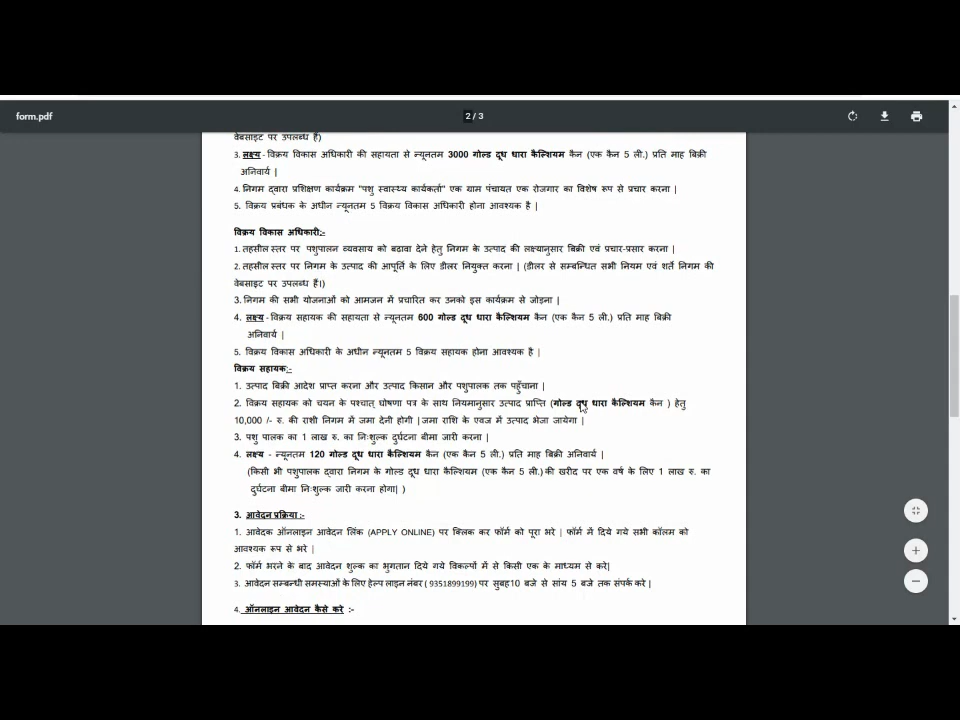 form.pdf
2 / 3
वेबसाइट पर उपलब्ध हैं)
3. लक्ष्य - विक्रय विकास अधिकारी की सहायता से न्यूनतम 3000 गोल्ड दूध धारा कैल्शियम कैन (एक कैन 5 ली.) प्रति माह बिक्री
अनिवार्य |
4. निगम द्वारा प्रशिक्षण कार्यक्रम "पशु स्वास्थ्य कार्यकर्ता" एक ग्राम पंचायत एक रोजगार का विशेष रूप से प्रचार करना |
5. विक्रय प्रबंधक के अधीन न्यूनतम 5 विक्रय विकास अधिकारी होना आवश्यक है |
विक्रय विकास अधिकारी:-
1. तहसील स्तर पर पशुपालन व्यवसाय को बढावा देने हेतु निगम के उत्पाद की लक्ष्यानुसार बिक्री एवं प्रचार-प्रसार करना |
2. तहसील स्तर पर निगम के उत्पाद की आपूर्ति के लिए डीलर नियुक्त करना | (डीलर से सम्बन्धित सभी नियम एवं शर्ते निगम की
वेबसाइट पर उपलब्ध हैं।)
3. निगम की सभी योजनाओं को आमजन में प्रचारित कर उनको इस कार्यक्रम से जोड़ना |
4. लक्ष्य - विक्रय सहायक की सहायता से न्यूनतम 600 गोल्ड दूध धारा कैल्शियम कैन (एक कैन 5 ली.) प्रति माह बिक्री
अनिवार्य |
5. विक्रय विकास अधिकारी के अधीन न्यूनतम 5 विक्रय सहायक होना आवश्यक है |
विक्रय सहायक:-
1. उत्पाद बिक्री आदेश प्राप्त करना और उत्पाद किसान और पशुपालक तक पहुँचाना |
2. विक्रय सहायक को चयन के पश्चात् घोषणा पत्र के साथ नियमानुसार उत्पाद प्राप्ति (गोल्ड दूध धारा कैल्शियम कैन ) हेतु
10,000 /- रु. की राशी निगम में जमा देनी होगी | जमा राशि के एवज में उत्पाद भेजा जायेगा |
3. पशु पालक का 1 लाख रु. का निःशुल्क दुर्घटना बीमा जारी करना |
4. लक्ष्य - न्यूनतम 120 गोल्ड दूध धारा कैल्शियम कैन (एक कैन 5 ली.) प्रति माह बिक्री अनिवार्य |
(किसी भी पशुपालक द्वारा निगम के गोल्ड दूध धारा कैल्शियम (एक कैन 5 ली.) की खरीद पर एक वर्ष के लिए 1 लाख रु. का
दुर्घटना बीमा निःशुल्क जारी करना होगा| )
3. आवेदन प्रक्रिया :-
1. आवेदक ऑनलाइन आवेदन लिंक (APPLY ONLINE) पर क्लिक कर फॉर्म को पूरा भरे | फॉर्म में दिये गये सभी कॉलम को
आवश्यक रूप से भरे |
2. फॉर्म भरने के बाद आवेदन शुल्क का भुगतान दिये गये विकल्पों में से किसी एक के माध्यम से करे|
3. आवेदन सम्बन्धी समस्याओं के लिए हेल्प लाइन नंबर ( 9351899199) पर सुबह10 बजे से सांय 5 बजे तक संपर्क करे |
4. ऑनलाइन आवेदन कैसे करे :-